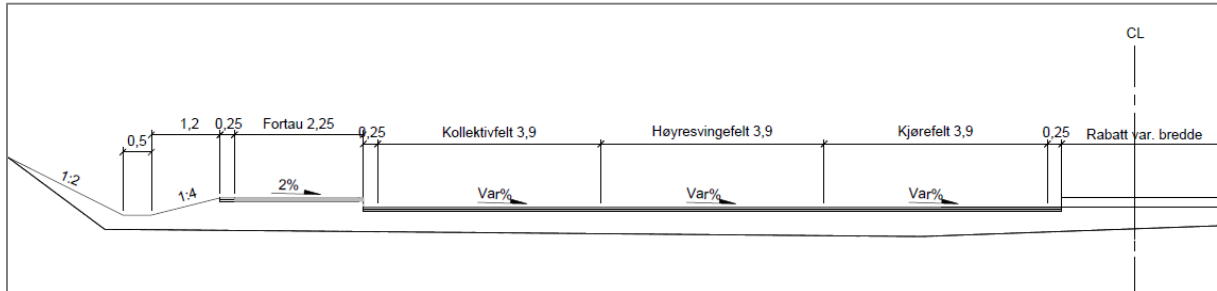 CL
1,2
0,25
Fortau 2,25
0,25
Kollektivfelt 3,9
Høyresvingefelt 3,9
Kjørefelt 3,9
0,25
Rabatt var. bredde
0,5
1:2
1:4
2%
Var%
Var%
Var%